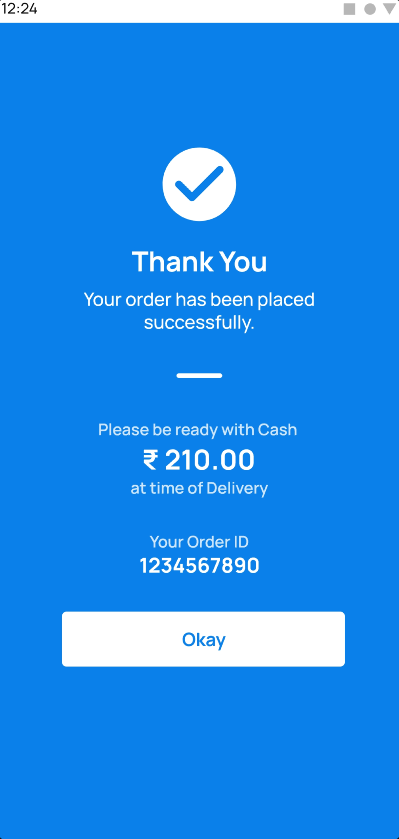 12:24
Thank You
Your order has been placed
successfully.
Please be ready with Cash
₹ 210.00
at time of Delivery
Your Order ID
1234567890
Okay